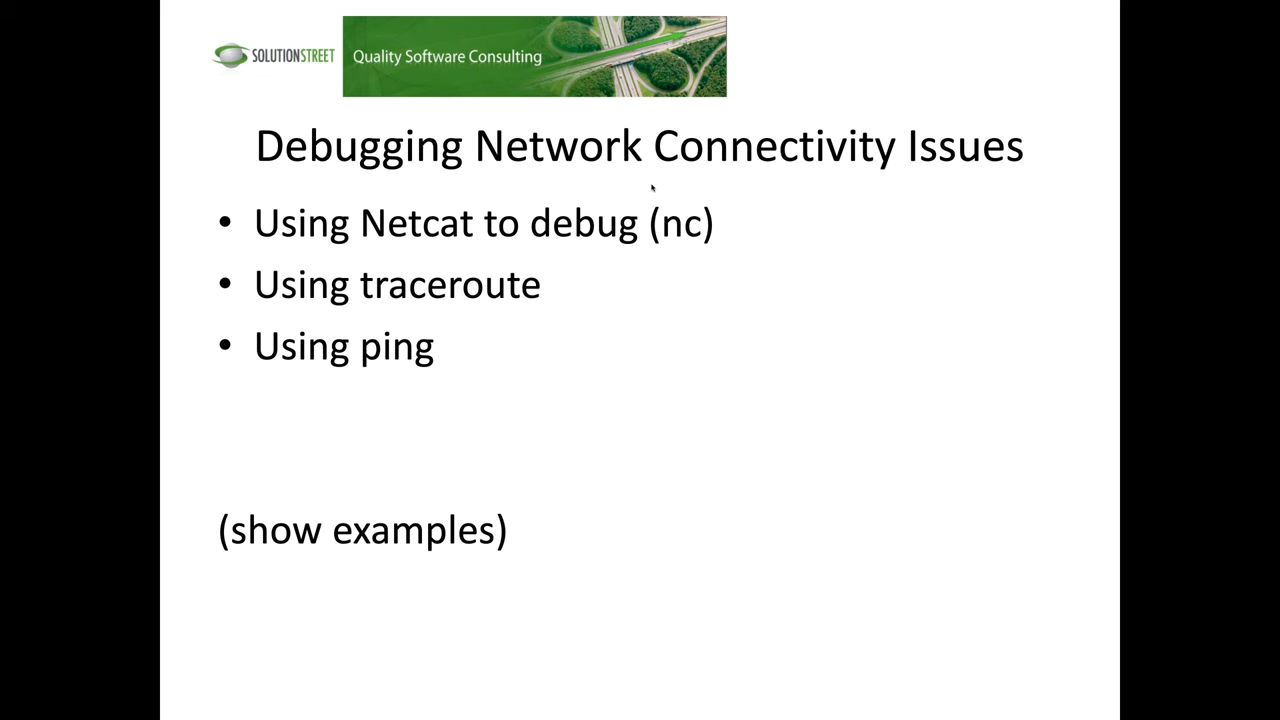 SOLUTIONSTREET
Quality Software Consulting
Debugging Network Connectivity Issues
• Using Netcat to debug (nc)
• Using traceroute
• Using ping
(show examples)